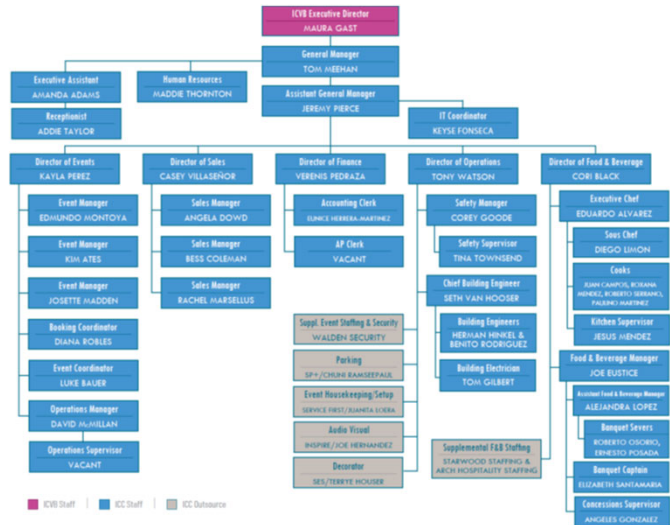 ICVB Executive Director
MAURA GAST
General Manager
TOM MEEHAN
Executive Assistant
AMANDA ADAMS
Human Resources
MADDIE THORNTON
Assistant General Manager
JEREMY PIERCE
Receptionist
ADDIE TAYLOR
IT Coordinator
KEYSE FONSECA
Director of Events
KAYLA PEREZ
Director of Sales
CASEY VILLASEÑOR
Director of Finance
VERENIS PEDRAZA
Director of Operations
TONY WATSON
Director of Food & Beverage
CORI BLACK
Event Manager
EDMUNDO MONTOYA
Event Manager
KIM ATES
Event Manager
JOSETTE MADDEN
Booking Coordinator
DIANA ROBLES
Event Coordinator
LUKE BAUER
Operations Manager
DAVID McMILLAN
Operations Supervisor
VACANT
Sales Manager
ANGELA DOWD
Sales Manager
BESS COLEMAN
Sales Manager
RACHEL MARSELLUS
Accounting Clerk
EUNICE HERRERA-MARTINEZ
AP Clerk
VACANT
Safety Manager
COREY GOODE
Safety Supervisor
TINA TOWNSEND
Chief Building Engineer
SETH VAN HOOSER
Building Engineers
HERMAN HINKEL &
BENITO RODRIGUEZ
Building Electrician
TOM GILBERT
Suppl. Event Staffing & Security
WALDEN SECURITY
Parking
SP+/CHUNI RAMSEEPAUL
Event Housekeeping/Setup
SERVICE FIRST/JUANITA LOERA
Audio Visual
INSPIRE/JOE HERNANDEZ
Decorator
SES/TERRYE HOUSER
Executive Chef
EDUARDO ALVAREZ
Sous Chef
DIEGO LIMON
Cooks
JUAN CAMPOS, ROXANA
MENDEZ, ROBERTO SERRANO,
PAULINO MARTINEZ
Kitchen Supervisor
JESUS MENDEZ
Food & Beverage Manager
JOE EUSTICE
Assistant Food & Beverage Manager
ALEJANDRA LOPEZ
Banquet Severs
ROBERTO OSORIO,
ERNESTO POSADA
Supplemental F&B Staffing
STARWOOD STAFFING &
ARCH HOSPITALITY STAFFING
Banquet Captain
ELIZABETH SANTAMARIA
Concessions Supervisor
ANGELES GONZALEZ
ICVB Staff | ICC Staff | ICC Outsource